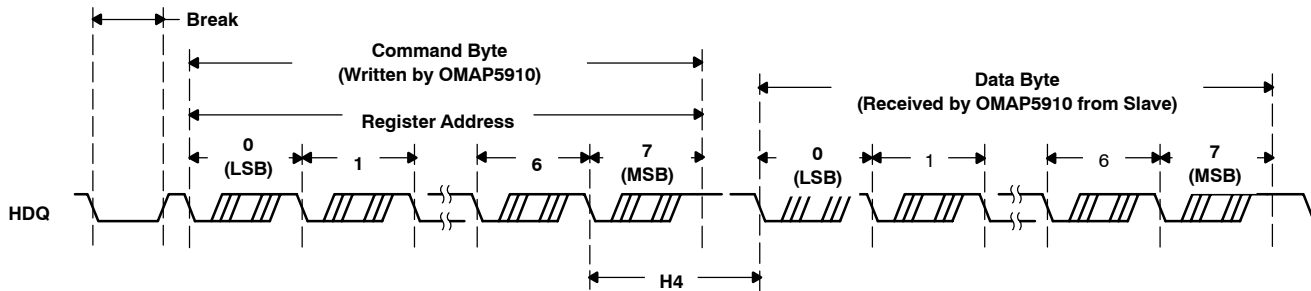 Break
Command Byte
(Written by OMAP5910)
Data Byte
(Received by OMAP5910 from Slave)
Register Address
0
(LSB)
1
6
7
(MSB)
0
(LSB)
1
6
7
(MSB)
HDQ
H4